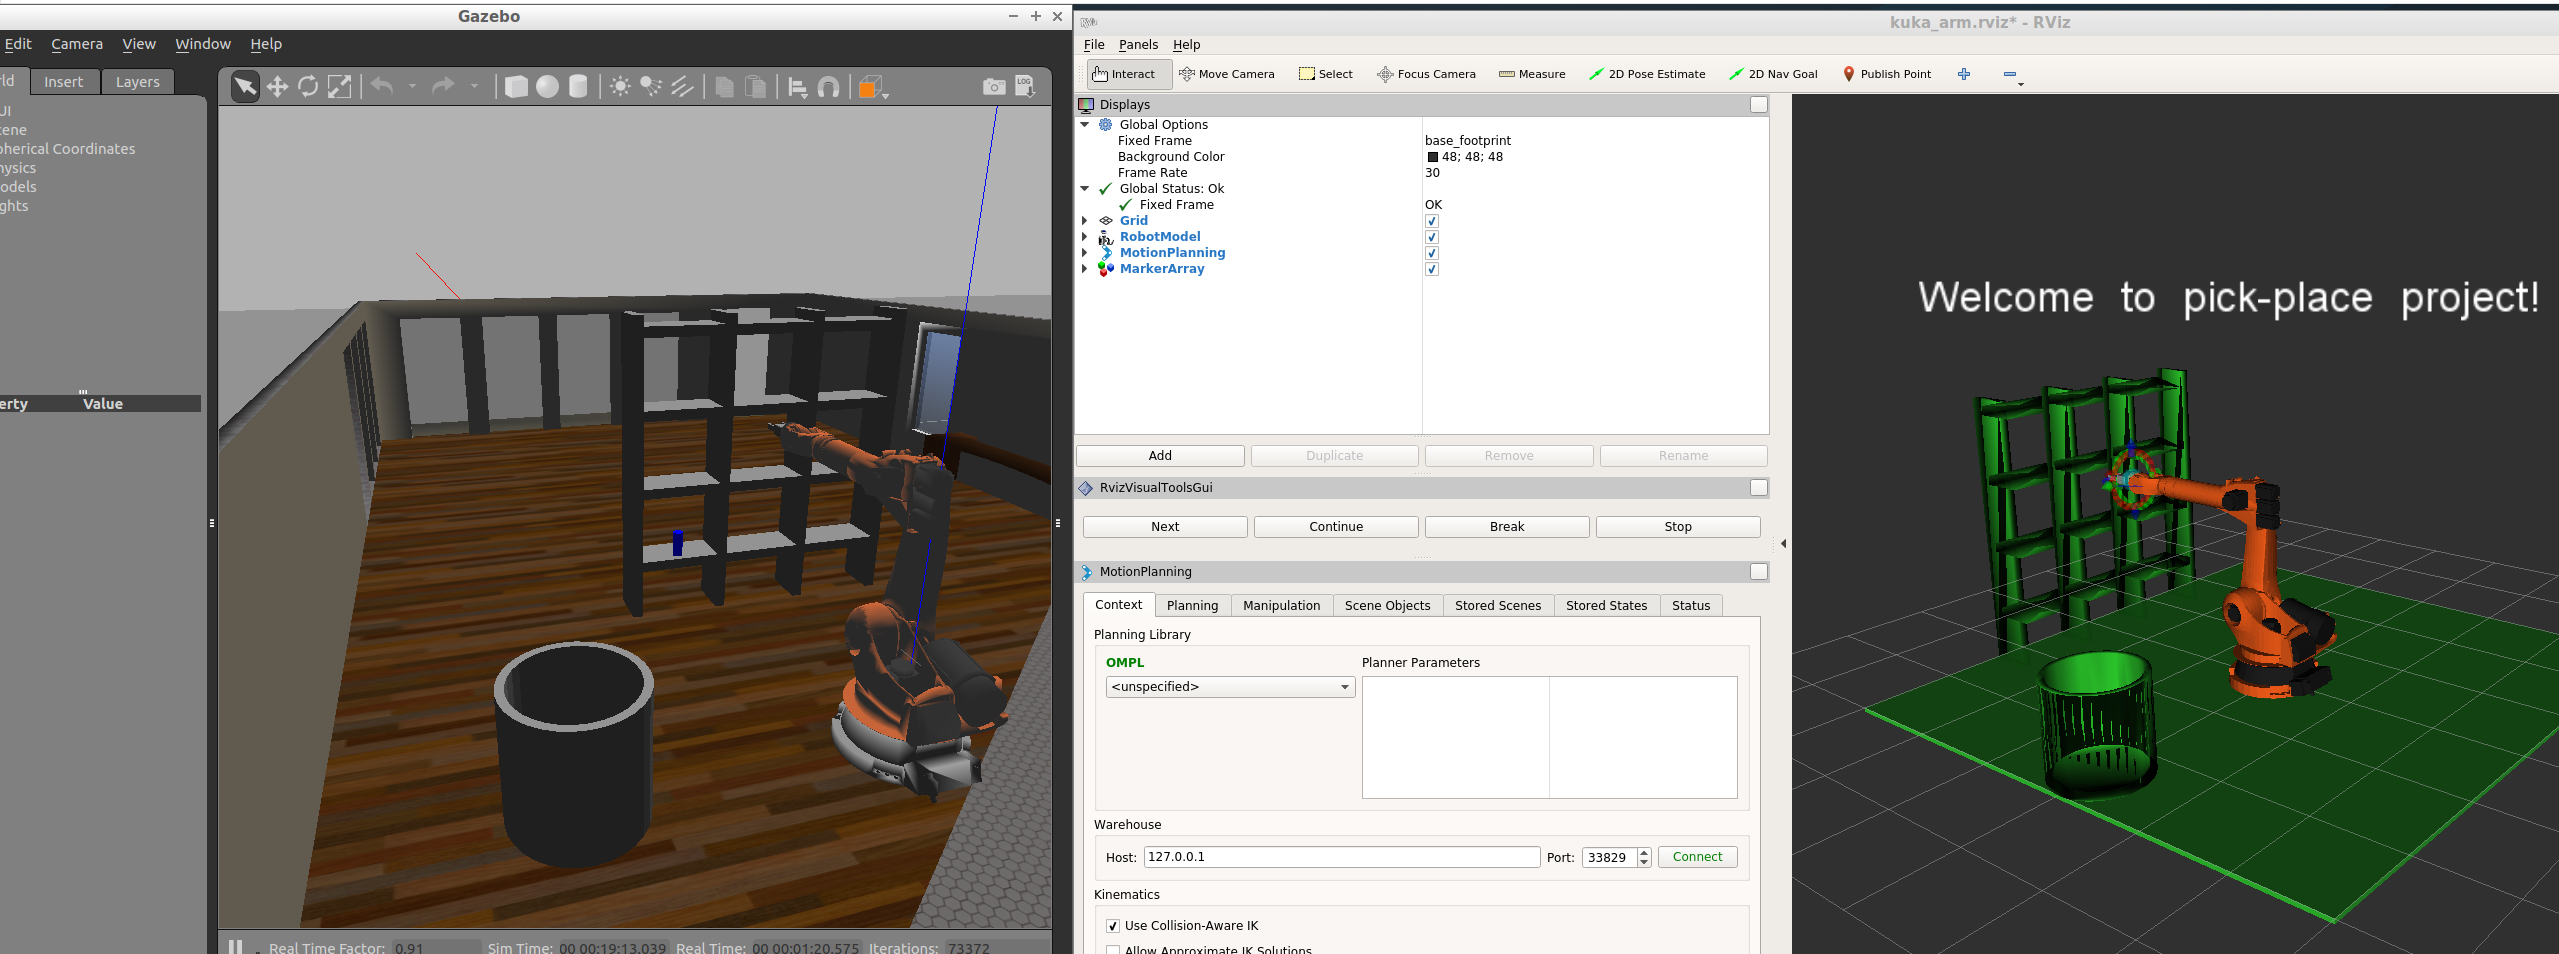 Gazebo
Edit Camera View Window Help
ld Insert Layers
UI
cene
pherical Coordinates
hysics
odels
ghts
erty Value
LOG
Real Time Factor: 0.91 Sim Time: 00 00:19:13.039 Real Time: 00 00:01:20.575 Iterations: 73372
kuka_arm.rviz* - RViz
File Panels Help
Interact Move Camera Select Focus Camera Measure 2D Pose Estimate 2D Nav Goal Publish Point
Displays
Global Options
Fixed Frame base_footprint
Background Color 48; 48; 48
Frame Rate 30
Global Status: Ok
Fixed Frame OK
Grid
RobotModel
MotionPlanning
MarkerArray
Add Duplicate Remove Rename
RvizVisualToolsGui
Next Continue Break Stop
MotionPlanning
Context Planning Manipulation Scene Objects Stored Scenes Stored States Status
Planning Library
OMPL Planner Parameters
<unspecified>
Warehouse
Host: 127.0.0.1 Port: 33829 Connect
Kinematics
Use Collision-Aware IK
Allow Approximate IK Solutions
Welcome to pick-place project!